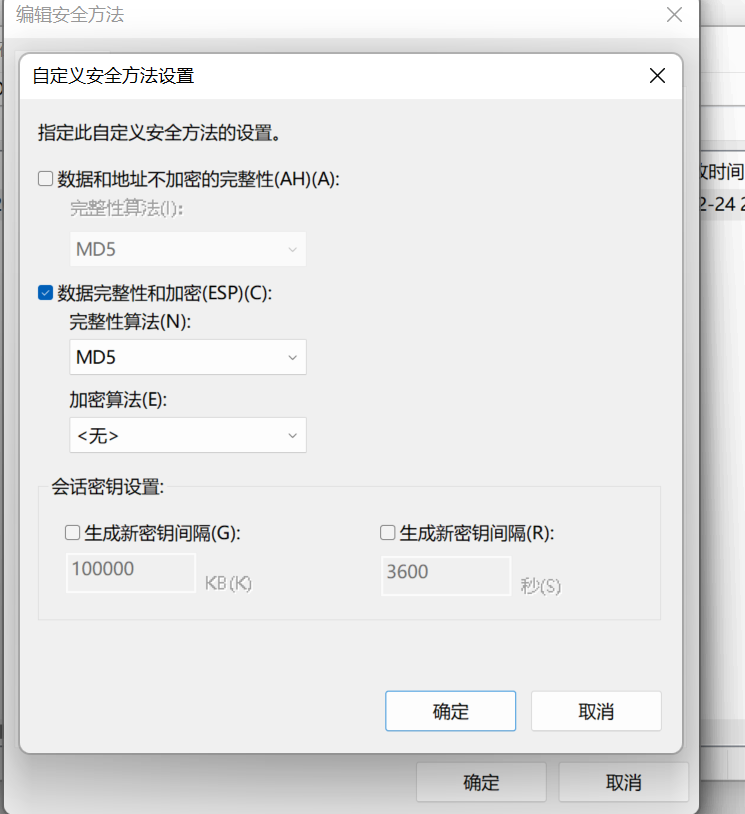 编辑安全方法
自定义安全方法设置
指定此自定义安全方法的设置。
数据和地址不加密的完整性(AH)(A):
完整性算法(I):
MD5
数据完整性和加密(ESP)(C):
完整性算法(N):
MD5
加密算法(E):
<无>
会话密钥设置:
生成新密钥间隔(G):
生成新密钥间隔(R):
100000
KB(K)
3600
秒(S)
确定
取消
确定
取消
时间
2-24 2